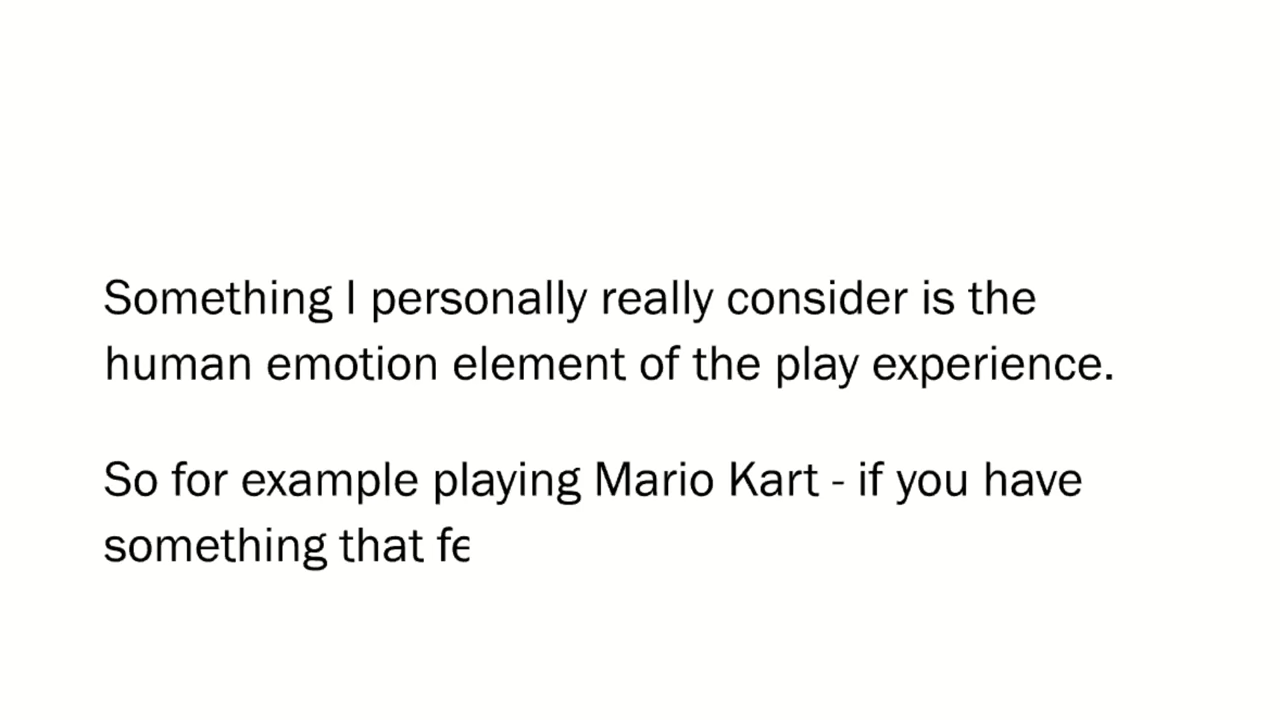 Something I personally really consider is the
human emotion element of the play experience.
So for example playing Mario Kart - if you have
something that fe